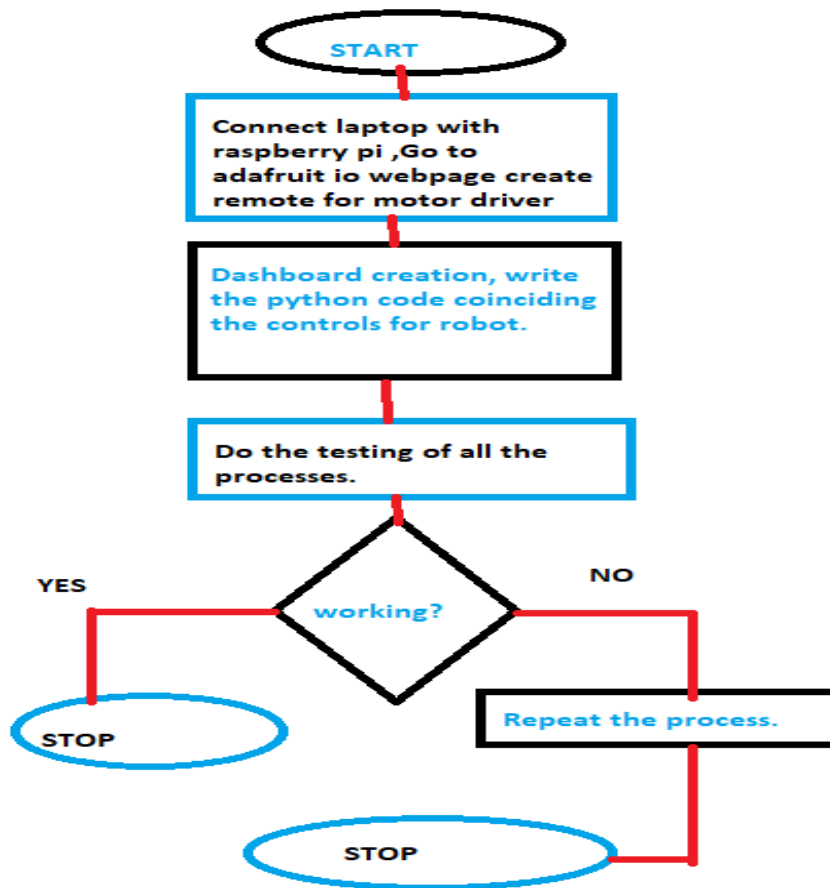 START
Connect laptop with
raspberry pi ,Go to
adafruit io webpage create
remote for motor driver
Dashboard creation, write
the python code coinciding
the controls for robot.
Do the testing of all the
processes.
YES
NO
working?
Repeat the process.
STOP
STOP